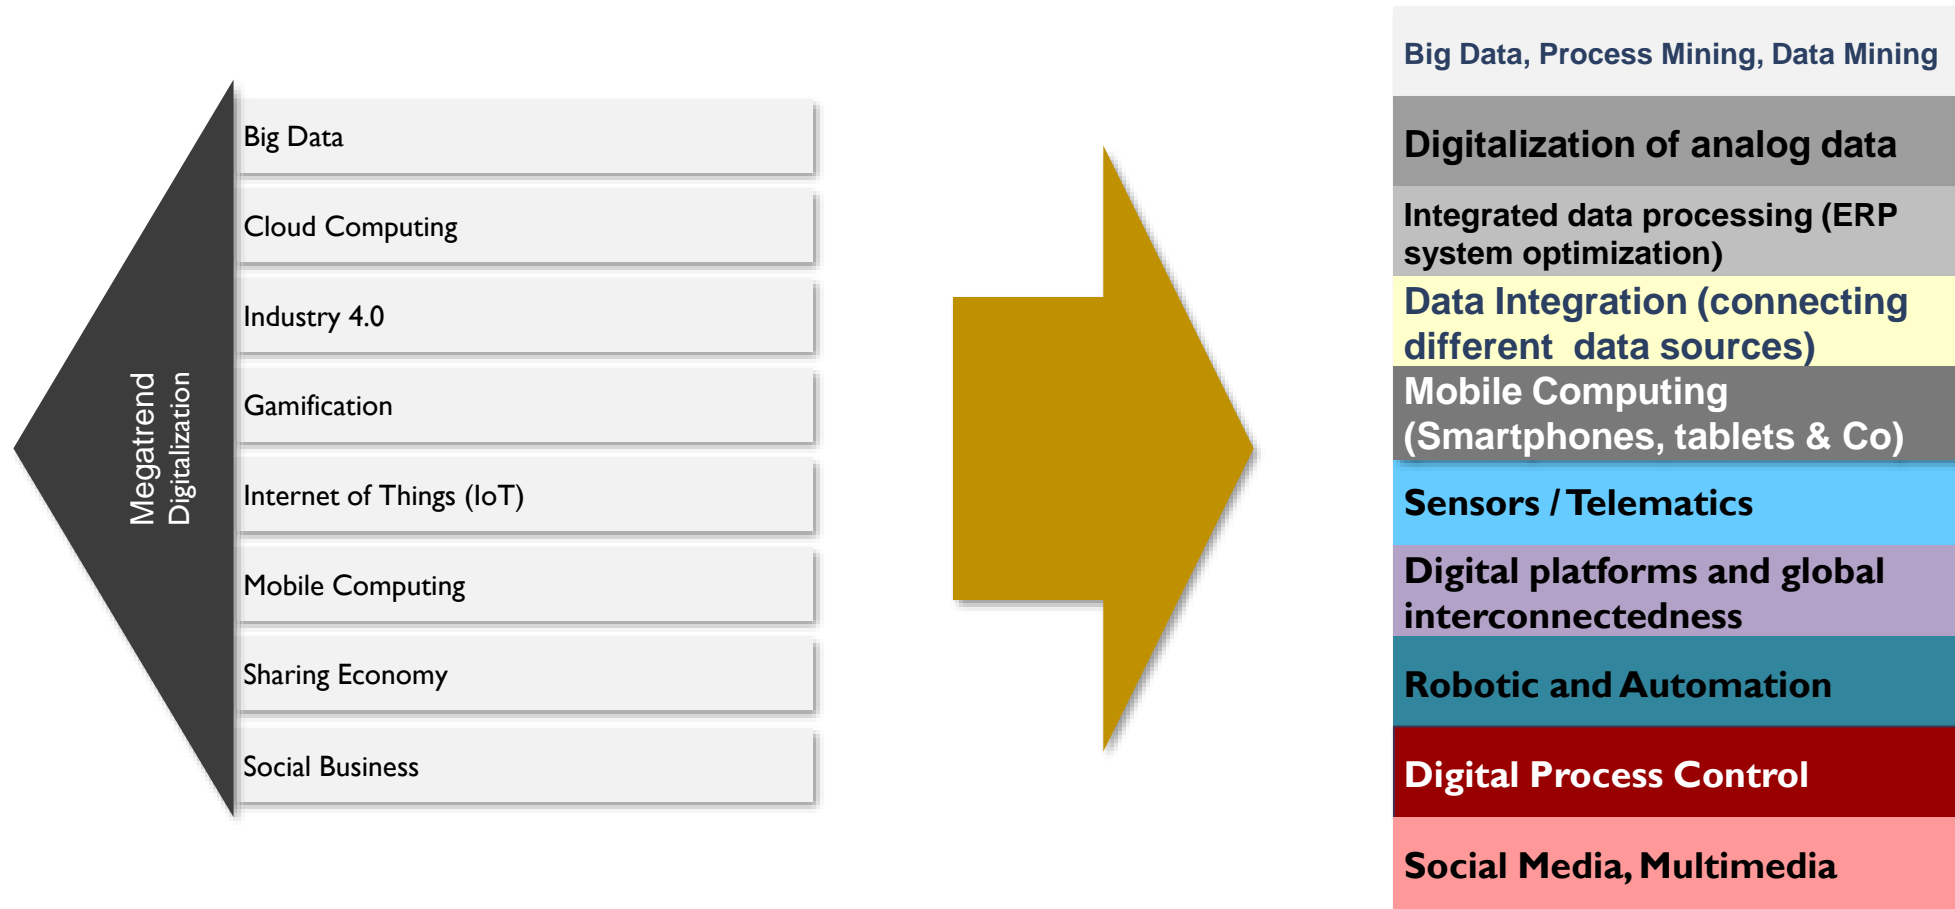 Megatrend
Digitalization
Big Data
Cloud Computing
Industry 4.0
Gamification
Internet of Things (IoT)
Mobile Computing
Sharing Economy
Social Business
Big Data, Process Mining, Data Mining
Digitalization of analog data
Integrated data processing (ERP
system optimization)
Data Integration (connecting
different  data sources)
Mobile Computing
(Smartphones, tablets & Co)
Sensors / Telematics
Digital platforms and global
interconnectedness
Robotic and Automation
Digital Process Control
Social Media, Multimedia